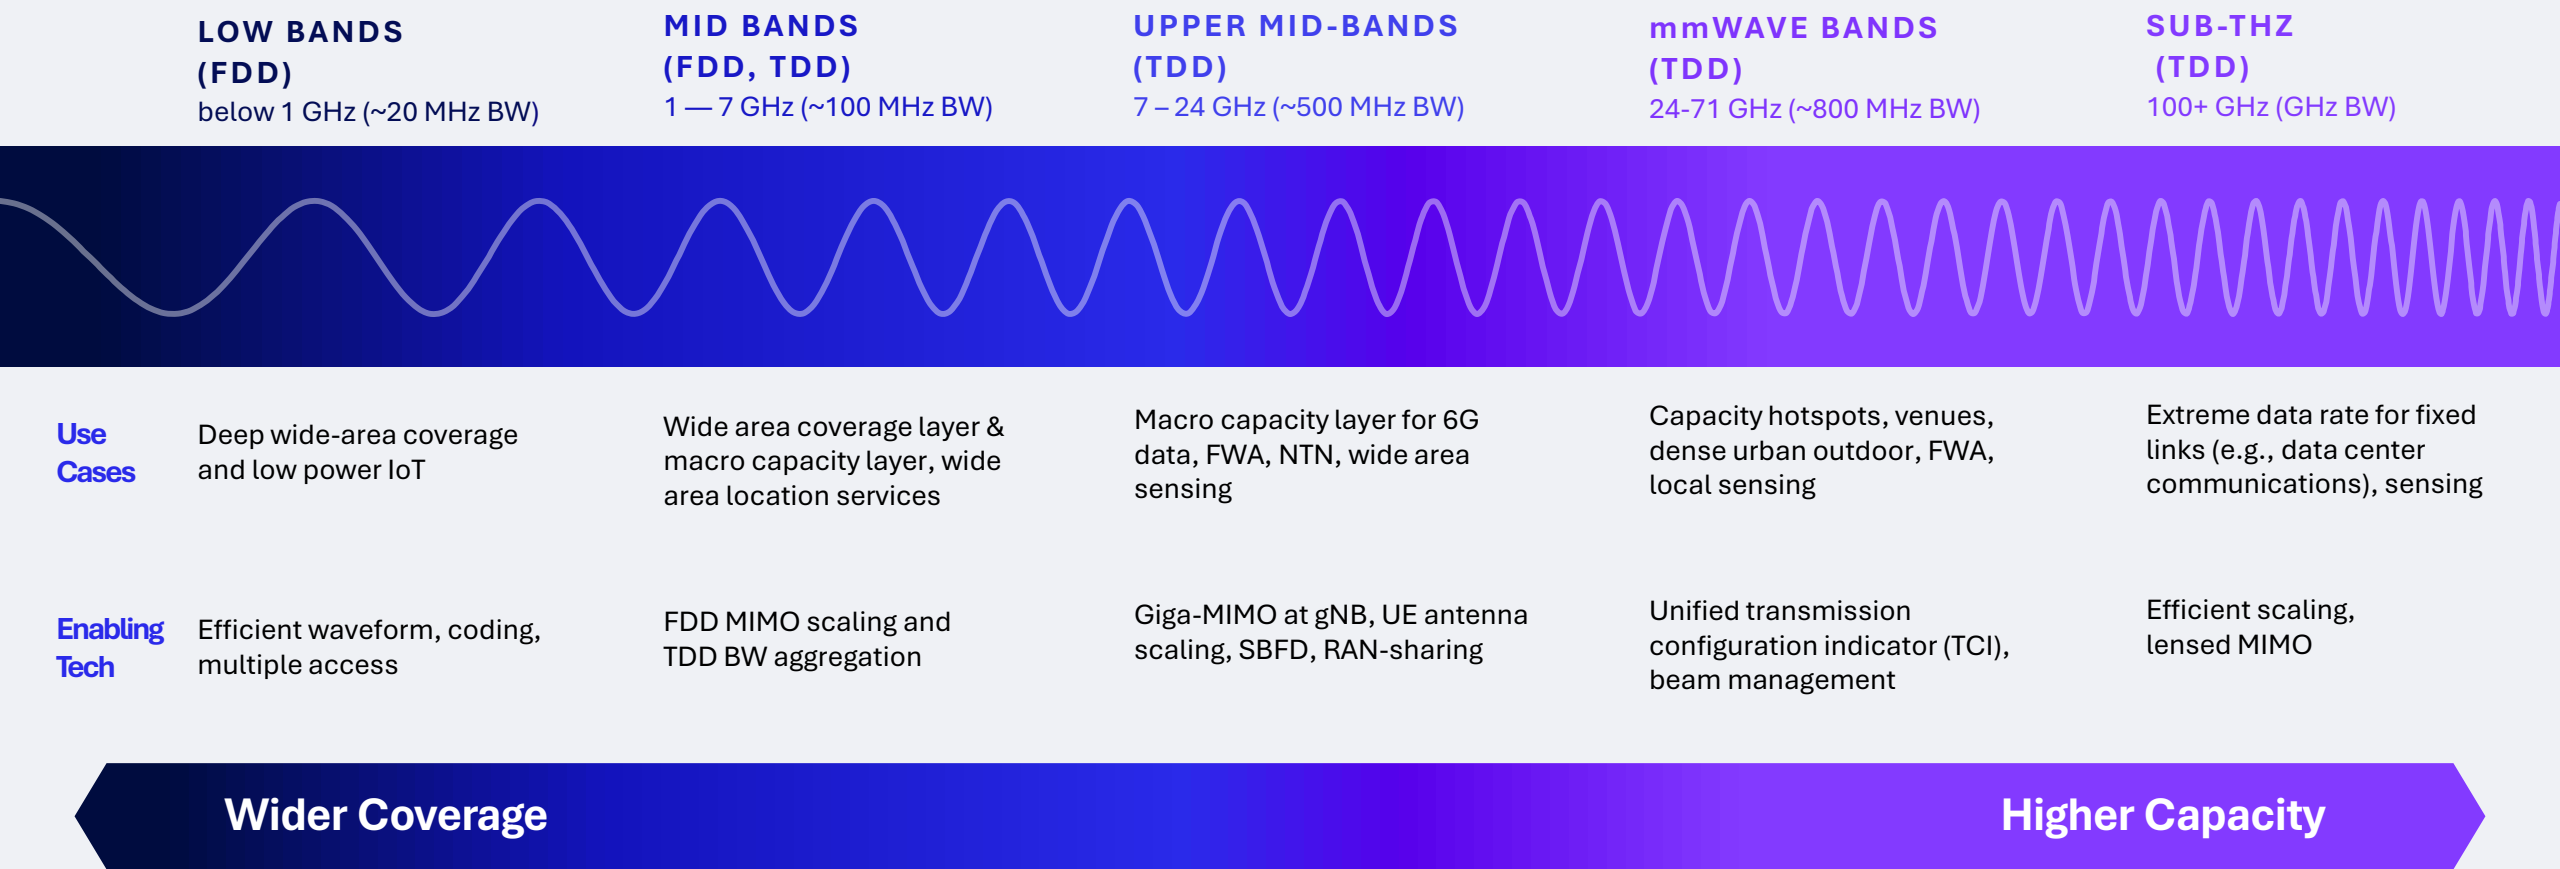 LOW BANDS
(FDD)
below 1 GHz (~20 MHz BW)
MID BANDS
(FDD, TDD)
1 — 7 GHz (~100 MHz BW)
UPPER MID-BANDS
(TDD)
7 – 24 GHz (~500 MHz BW)
mmWAVE BANDS
(TDD)
24-71 GHz (~800 MHz BW)
SUB-THZ
(TDD)
100+ GHz (GHz BW)
Use
Cases
Deep wide-area coverage
and low power IoT
Wide area coverage layer &
macro capacity layer, wide
area location services
Macro capacity layer for 6G
data, FWA, NTN, wide area
sensing
Capacity hotspots, venues,
dense urban outdoor, FWA,
local sensing
Extreme data rate for fixed
links (e.g., data center
communications), sensing
Enabling
Tech
Efficient waveform, coding,
multiple access
FDD MIMO scaling and
TDD BW aggregation
Giga-MIMO at gNB, UE antenna
scaling, SBFD, RAN-sharing
Unified transmission
configuration indicator (TCI),
beam management
Efficient scaling,
lensed MIMO
Wider Coverage
Higher Capacity